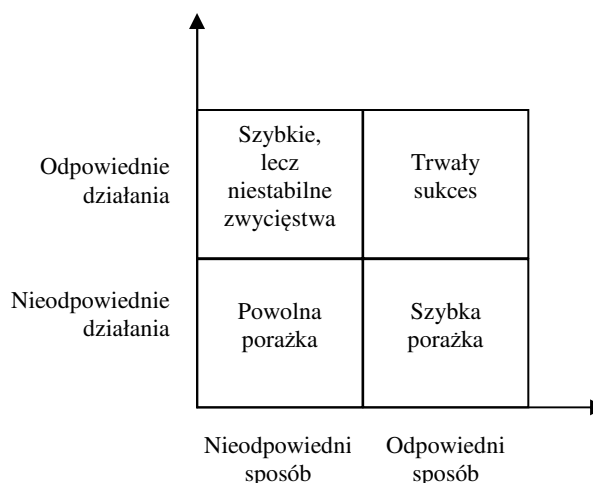 Odpowiednie
działania
Szybkie,
lecz
niestabilne
zwycięstwa
Trwały
sukces
Nieodpowiednie
działania
Powolna
porażka
Szybka
porażka
Nieodpowiedni
sposób
Odpowiedni
sposób